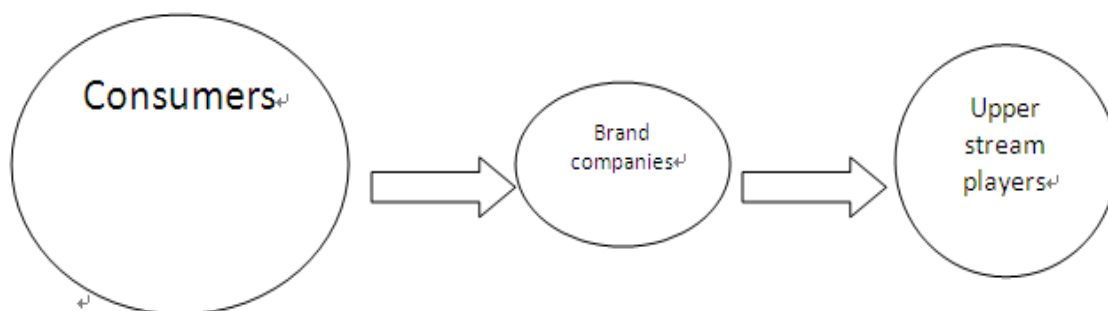 Consumers
Brand
companies
Upper
stream
players